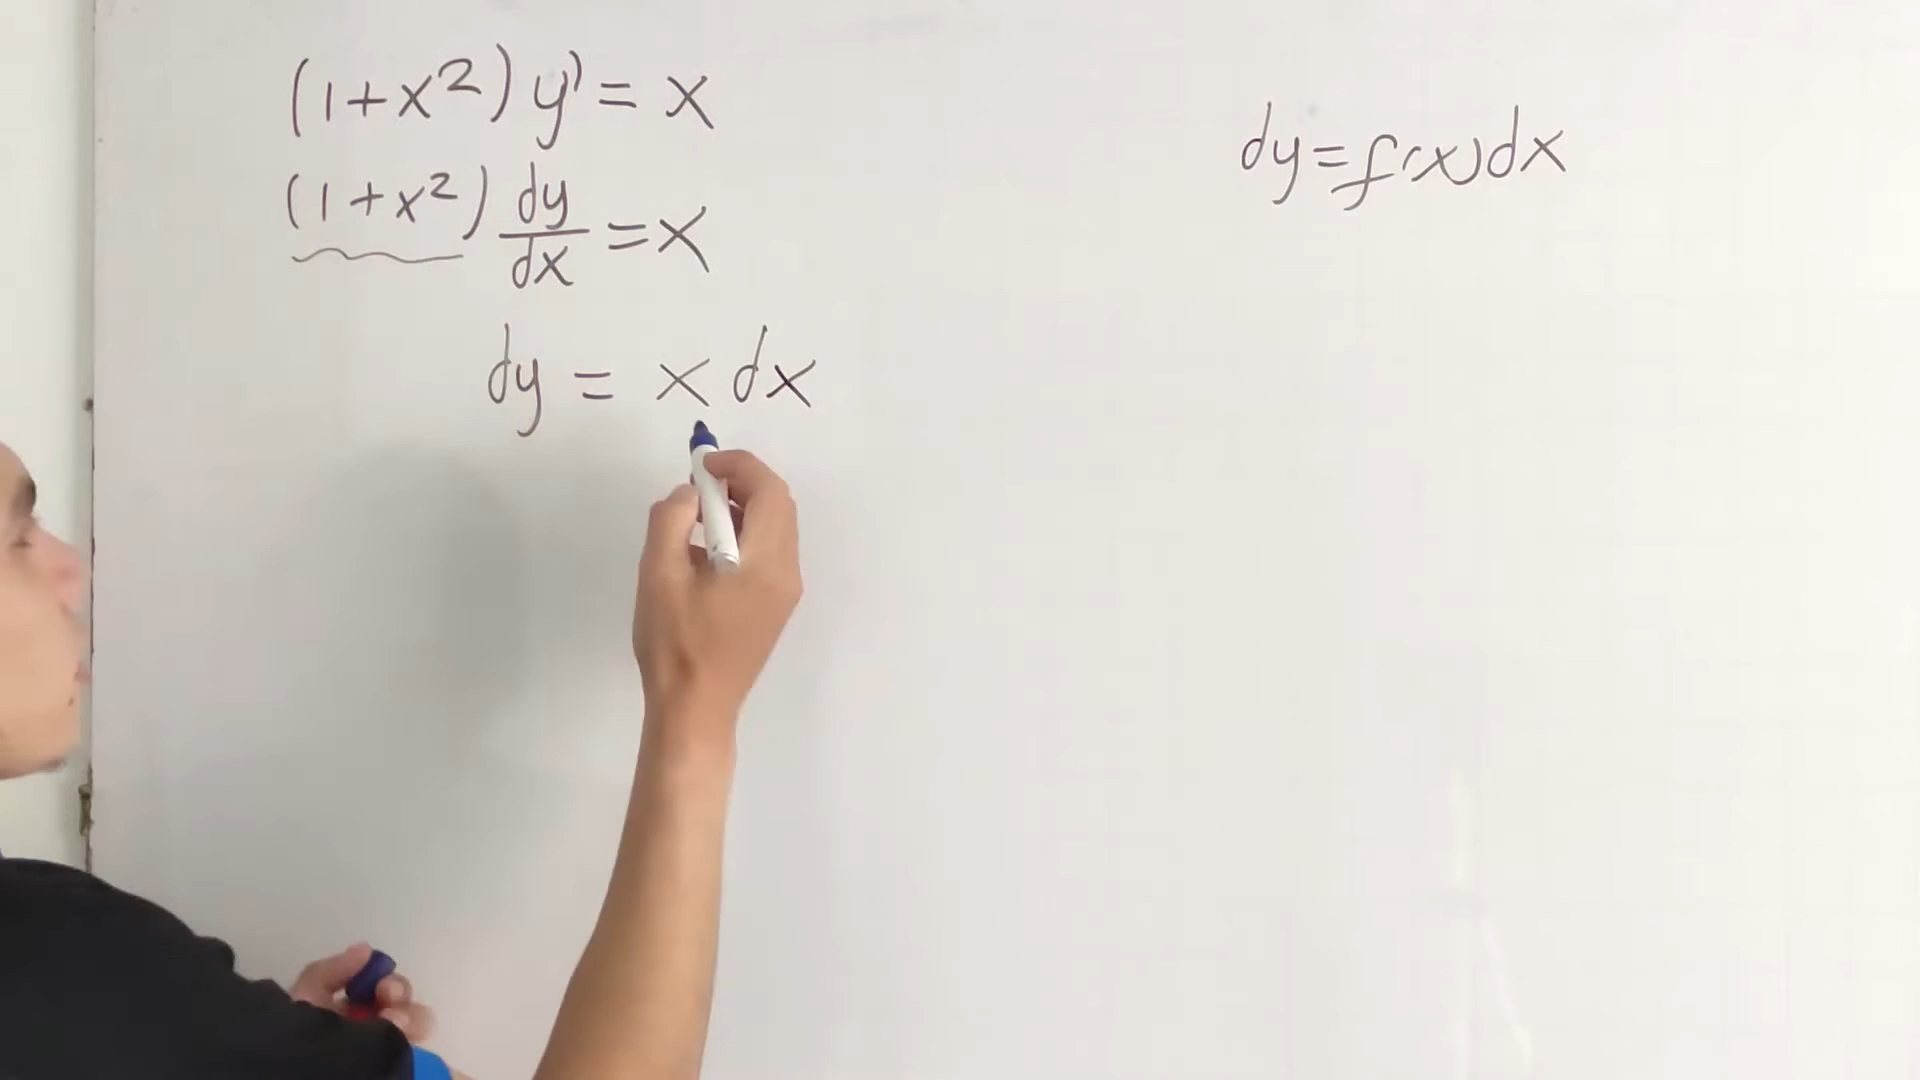 (1+x²) y' = x
(1+x²) dy/dx = x
dy = x dx
dy = f(x) dx